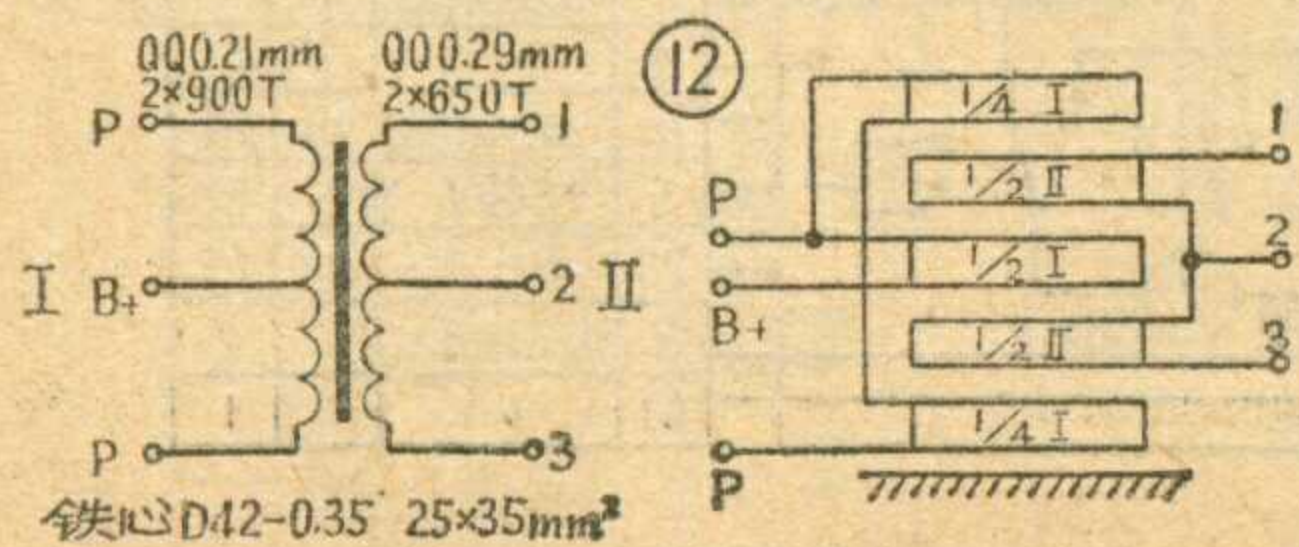 QQ0.21mm QQ0.29mm
2×900T 2×650T
P 1
I B+ 2 II
P 3
铁心D42-0.35 25×35mm²
12
1/4 I
1
1/2 II
P
2
1/2 I
B+
3
1/2 II
1/4 I
P